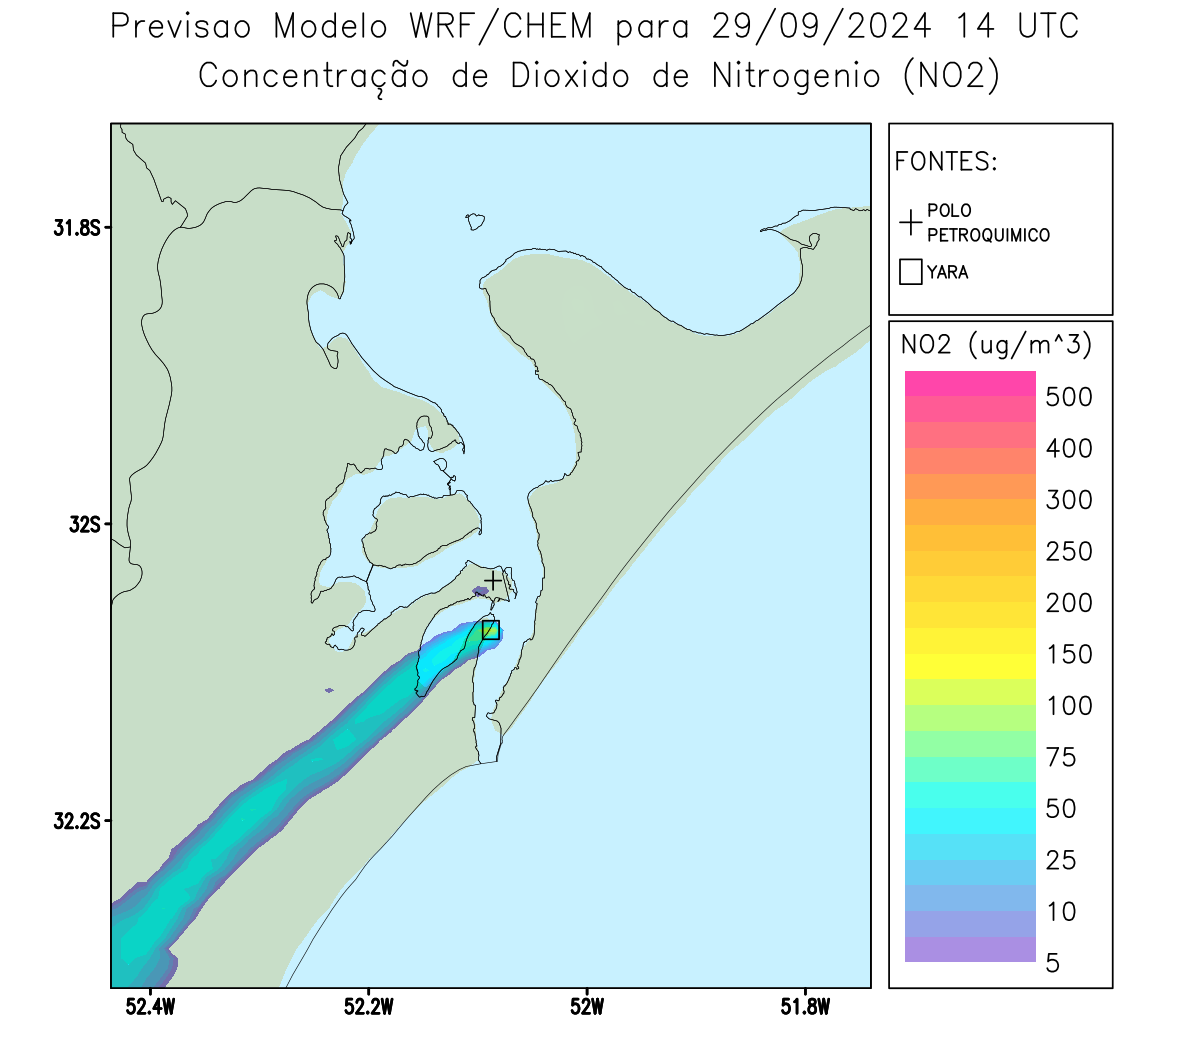 Previsao Modelo WRF/CHEM para 29/09/2024 14 UTC
Concentração de Dioxido de Nitrogenio (NO2)
FONTES:
POLO
PETROQUIMICO
YARA
NO2 (ug/m^3)
500
400
300
250
200
150
100
75
50
25
10
5
31.8S
32S
32.2S
52.4W
52.2W
52W
51.8W